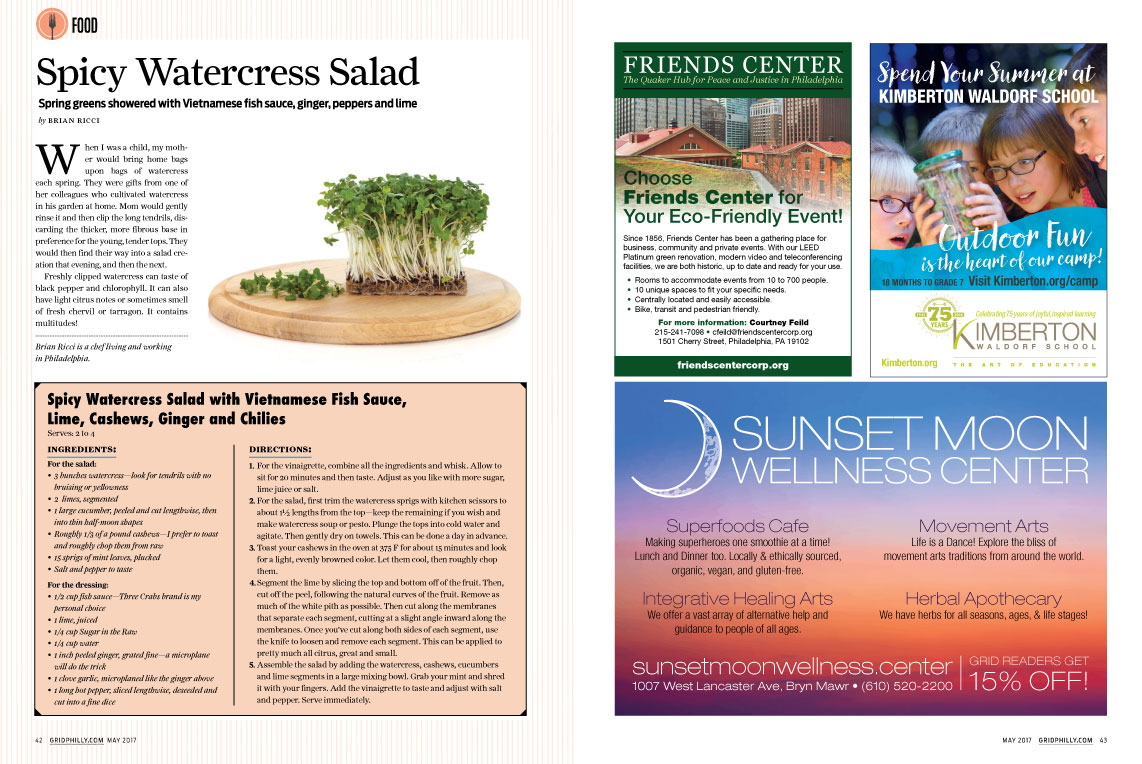 FOOD
Spicy Watercress Salad
Spring greens showered with Vietnamese fish sauce, ginger, peppers and lime
by BRIAN RICCI
When I was a child, my moth-
er would bring home bags
upon bags of watercress
each spring. They were gifts from one of
her colleagues who cultivated watercress
in his garden at home. Mom would gently
rinse it and then clip the long tendrils, dis-
carding the thicker, more fibrous base in
preference for the young, tender tops. They
would then find their way into a salad cre-
ation that evening, and then the next.
Freshly clipped watercress can taste of
black pepper and chlorophyll. It can also
have light citrus notes or sometimes smell
of fresh chervil or tarragon. It contains
multitudes!
Brian Ricci is a chef living and working
in Philadelphia.
Spicy Watercress Salad with Vietnamese Fish Sauce,
Lime, Cashews, Ginger and Chilies
Serves: 2 to 4
INGREDIENTS:
For the salad:
• 3 bunches watercress—look for tendrils with no
bruising or yellowness
• 2 limes, segmented
• 1 large cucumber, peeled and cut lengthwise, then
into thin half-moon shapes
• Roughly 1/3 of a pound cashews—I prefer to toast
and roughly chop them from raw
• 15 sprigs of mint leaves, plucked
• Salt and pepper to taste
For the dressing:
• 1/2 cup fish sauce—Three Crabs brand is my
personal choice
• 1 lime, juiced
• 1/4 cup Sugar in the Raw
• 1/4 cup water
• 1 inch peeled ginger, grated fine—a microplane
will do the trick
• 1 clove garlic, microplaned like the ginger above
• 1 long hot pepper, sliced lengthwise, deseeded and
cut into a fine dice
DIRECTIONS:
1. For the vinaigrette, combine all the ingredients and whisk. Allow to
sit for 20 minutes and then taste. Adjust as you like with more sugar,
lime juice or salt.
2. For the salad, first trim the watercress sprigs with kitchen scissors to
about 1½ lengths from the top—keep the remaining if you wish and
make watercress soup or pesto. Plunge the tops into cold water and
agitate. Then gently dry on towels. This can be done a day in advance.
3. Toast your cashews in the oven at 375 F for about 15 minutes and look
for a light, evenly browned color. Let them cool, then roughly chop
them.
4. Segment the lime by slicing the top and bottom off of the fruit. Then,
cut off the peel, following the natural curves of the fruit. Remove as
much of the white pith as possible. Then cut along the membranes
that separate each segment, cutting at a slight angle inward along the
membranes. Once you've cut along both sides of each segment, use
the knife to loosen and remove each segment. This can be applied to
pretty much all citrus, great and small.
5. Assemble the salad by adding the watercress, cashews, cucumbers
and lime segments in a large mixing bowl. Grab your mint and shred
it with your fingers. Add the vinaigrette to taste and adjust with salt
and pepper. Serve immediately.
42 GRIDPHILLY.COM MAY 2017
FRIENDS CENTER
The Quaker Hub for Peace and Justice in Philadelphia
Choose
Friends Center for
Your Eco-Friendly Event!
Since 1856, Friends Center has been a gathering place for
business, community and private events. With our LEED
Platinum green renovation, modern video and teleconferencing
facilities, we are both historic, up to date and ready for your use.
• Rooms to accommodate events from 10 to 700 people.
• 10 unique spaces to fit your specific needs.
• Centrally located and easily accessible.
• Bike, transit and pedestrian friendly.
For more information: Courtney Feild
215-241-7098 • cfeild@friendscentercorp.org
1501 Cherry Street, Philadelphia, PA 19102
friendscentercorp.org
Spend Your Summer at
KIMBERTON WALDORF SCHOOL
Outdoor Fun
is the heart of our camp!
18 MONTHS TO GRADE 7 Visit Kimberton.org/camp
75
YEARS
Celebrating 75 years of joyful, inspired learning
KIMBERTON
WALDORF SCHOOL
Kimberton.org
THE ART OF EDUCATION
SUNSET MOON
WELLNESS CENTER
Superfoods Cafe
Making superheroes one smoothie at a time!
Lunch and Dinner too. Locally & ethically sourced,
organic, vegan, and gluten-free.
Movement Arts
Life is a Dance! Explore the bliss of
movement arts traditions from around the world.
Integrative Healing Arts
We offer a vast array of alternative help and
guidance to people of all ages.
Herbal Apothecary
We have herbs for all seasons, ages, & life stages!
sunsetmoonwellness.center
1007 West Lancaster Ave, Bryn Mawr • (610) 520-2200
GRID READERS GET
15% OFF!
MAY 2017 GRIDPHILLY.COM 43